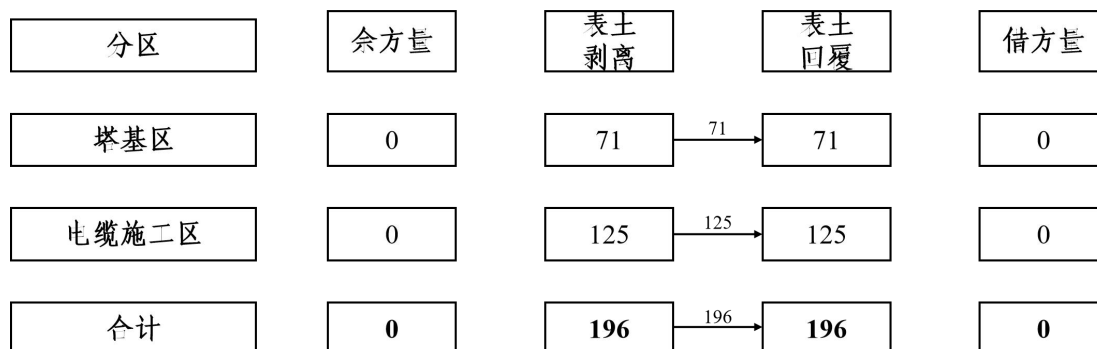 分区 余方量 表土剥离 表土回覆 借方量
塔基区 0 71 71 71 0
电缆施工区 0 125 125 125 0
合计 0 196 196 196 0